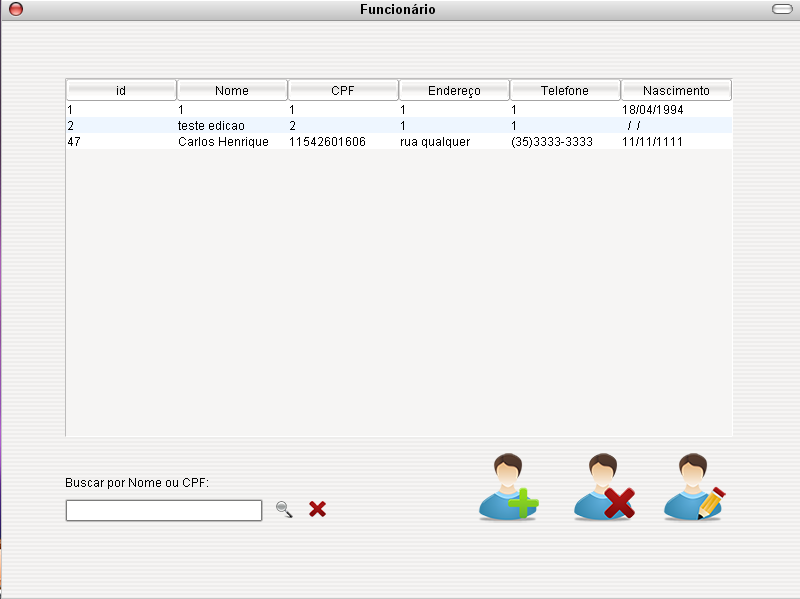 Funcionário
id Nome CPF Endereço Telefone Nascimento
1 1 1 1 1 18/04/1994
2 teste edicao 2 1 1 / /
47 Carlos Henrique 11542601606 rua qualquer (35)3333-3333 11/11/1111
Buscar por Nome ou CPF: